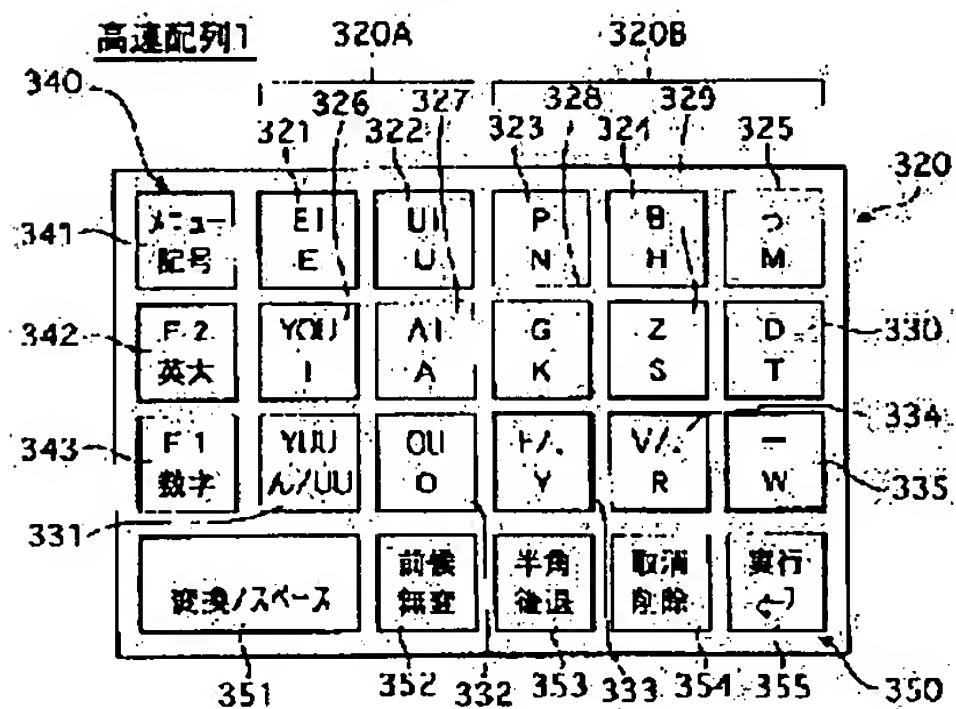 高速配列1
320A 320B
340 326 327 328 329
321 322 323 324 325
320
メニュー 記号
EI E
UI U
P N
B H
っ M
341
F2 英大
YOU I
AI A
G K
Z S
D T
342
330
F1 数字
YUU ん/UU
OU O
F/、 Y
V/。 R
ー W
343
334
335
331
変換/スペース
前候 無変
半角 後退
取消 削除
実行
351 352 332 353 333 354 355 350